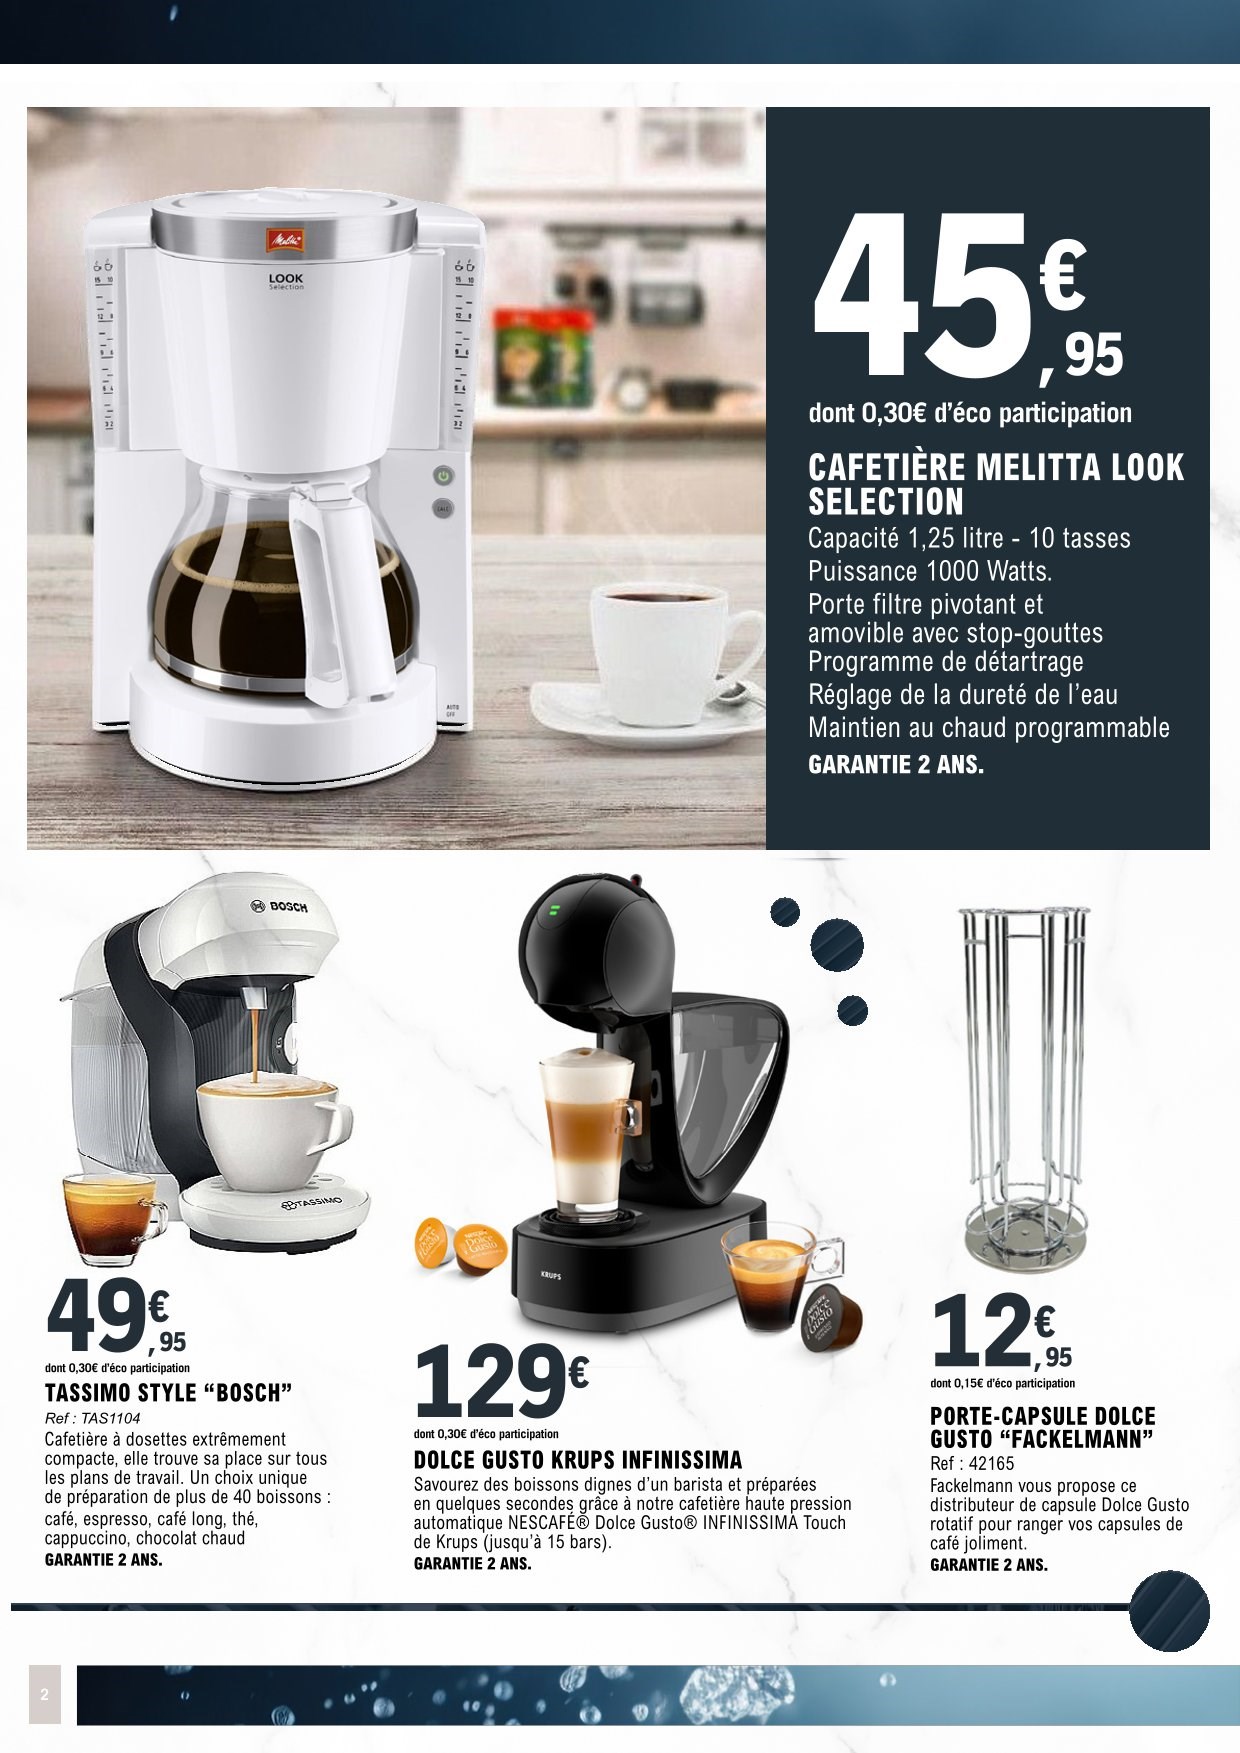 Melitta
LOOK
Selection
CALC
AUTO
OFF
45€,95
dont 0,30€ d'éco participation
CAFETIÈRE MELITTA LOOK
SELECTION
Capacité 1,25 litre - 10 tasses
Puissance 1000 Watts.
Porte filtre pivotant et
amovible avec stop-gouttes
Programme de détartrage
Réglage de la dureté de l'eau
Maintien au chaud programmable
GARANTIE 2 ANS.
BOSCH
TASSIMO
49€,95
dont 0,30€ d'éco participation
TASSIMO STYLE “BOSCH”
Ref : TAS1104
Cafetière à dosettes extrêmement
compacte, elle trouve sa place sur tous
les plans de travail. Un choix unique
de préparation de plus de 40 boissons :
café, espresso, café long, thé,
cappuccino, chocolat chaud
GARANTIE 2 ANS.
KRUPS
NESCAFÉ
Dolce
Gusto
129€
dont 0,30€ d'éco participation
DOLCE GUSTO KRUPS INFINISSIMA
Savourez des boissons dignes d'un barista et préparées
en quelques secondes grâce à notre cafetière haute pression
automatique NESCAFÉ® Dolce Gusto® INFINISSIMA Touch
de Krups (jusqu'à 15 bars).
GARANTIE 2 ANS.
12€,95
dont 0,15€ d'éco participation
PORTE-CAPSULE DOLCE
GUSTO “FACKELMANN”
Ref : 42165
Fackelmann vous propose ce
distributeur de capsule Dolce Gusto
rotatif pour ranger vos capsules de
café joliment.
GARANTIE 2 ANS.
2